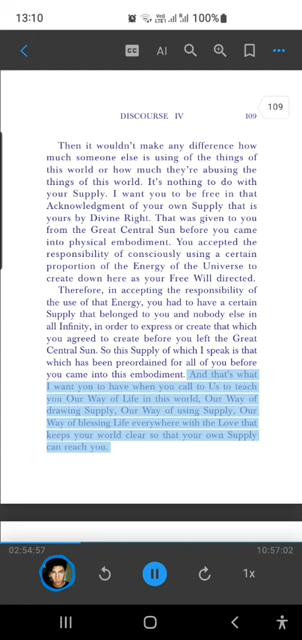 13:10
100%
CC
AI
109
DISCOURSE IV 109
Then it wouldn't make any difference how
much someone else is using of the things of
this world or how much they're abusing the
things of this world. It's nothing to do with
your Supply. I want you to be free in that
Acknowledgment of your own Supply that is
yours by Divine Right. That was given to you
from the Great Central Sun before you came
into physical embodiment. You accepted the
responsibility of consciously using a certain
proportion of the Energy of the Universe to
create down here as your Free Will directed.
Therefore, in accepting the responsibility of
the use of that Energy, you had to have a certain
Supply that belonged to you and nobody else in
all Infinity, in order to express or create that which
you agreed to create before you left the Great
Central Sun. So this Supply of which I speak is that
which has been preordained for all of you before
you came into this embodiment. And that's what
I want you to have when you call to Us to teach
you Our Way of Life in this world, Our Way of
drawing Supply, Our Way of using Supply, Our
Way of blessing Life everywhere with the Love that
keeps your world clear so that your own Supply
can reach you.
02:54:57 10:57:02
1x